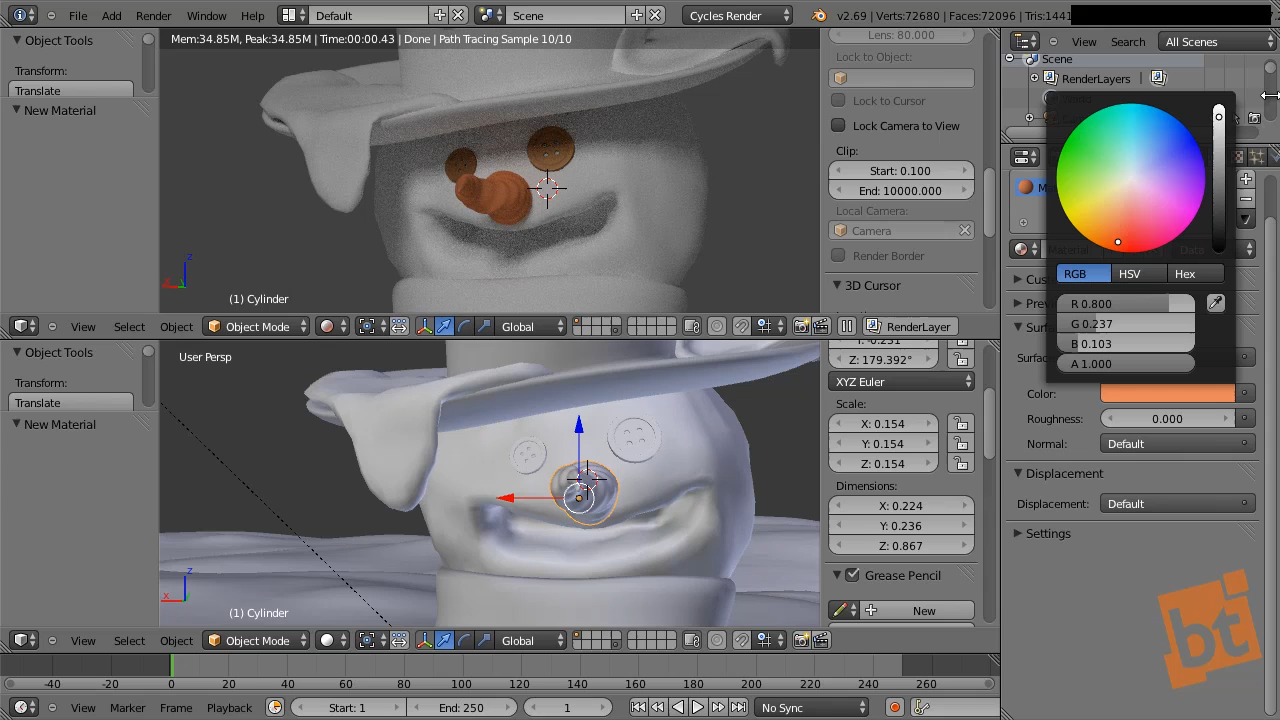 File Add Render Window Help Default Scene Cycles Render v2.69 | Verts:72680 | Faces:72096 | Tris:1441
Object Tools
Transform:
Translate
New Material
Mem:34.85M, Peak:34.85M | Time:00:00.43 | Done | Path Tracing Sample 10/10
(1) Cylinder
Lens: 80.000
Lock to Object:
Lock to Cursor
Lock Camera to View
Clip:
Start: 0.100
End: 10000.000
Local Camera:
Camera
Render Border
3D Cursor
View Select Object Object Mode Global RenderLayer
Object Tools
Transform:
Translate
New Material
User Persp
(1) Cylinder
Z: 179.392°
XYZ Euler
Scale:
X: 0.154
Y: 0.154
Z: 0.154
Dimensions:
X: 0.224
Y: 0.236
Z: 0.867
Grease Pencil
New
View Select Object Object Mode Global
-40 -20 0 20 40 60 80 100 120 140 160 180 200 220 240 260
View Marker Frame Playback Start: 1 End: 250 1 No Sync
View Search All Scenes
Scene
RenderLayers
RGB HSV Hex
R 0.800
G 0.237
B 0.103
A 1.000
Color:
Roughness: 0.000
Normal: Default
Displacement
Displacement: Default
Settings
bt